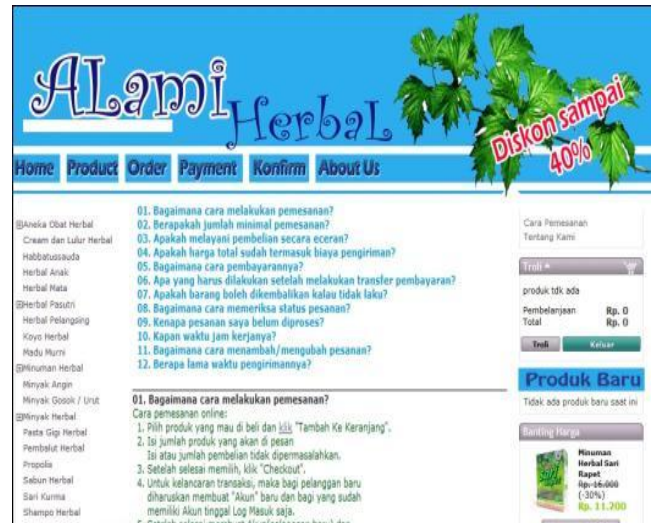 ALami
HerbaL
Diskon sampai
40%
Home Product Order Payment Konfirm About Us
Aneka Obat Herbal
Cream dan Lulur Herbal
Habbatussauda
Herbal Anak
Herbal Mata
Herbal Pasutri
Herbal Pelangsing
Koyo Herbal
Madu Murni
Minuman Herbal
Minyak Angin
Minyak Gosok / Urut
Minyak Herbal
Pasta Gigi Herbal
Pembalut Herbal
Propolis
Sabun Herbal
Sari Kurma
Shampo Herbal
01. Bagaimana cara melakukan pemesanan?
02. Berapakah jumlah minimal pemesanan?
03. Apakah melayani pembelian secara eceran?
04. Apakah harga total sudah termasuk biaya pengiriman?
05. Bagaimana cara pembayarannya?
06. Apa yang harus dilakukan setelah melakukan transfer pembayaran?
07. Apakah barang boleh dikembalikan kalau tidak laku?
08. Bagaimana cara memeriksa status pesanan?
09. Kenapa pesanan saya belum diproses?
10. Kapan waktu jam kerjanya?
11. Bagaimana cara menambah/mengubah pesanan?
12. Berapa lama waktu pengirimannya?
01. Bagaimana cara melakukan pemesanan?
Cara pemesanan online:
1. Pilh produk yang mau di beli dan klik "Tambah Ke Keranjang".
2. Isi jumlah produk yang akan di pesan
Isi atau jumlah pembelian tidak dipermasalahkan.
3. Setelah selesai memilih, klik "Checkout".
4. Untuk kelancaran transaksi, maka bagi pelanggan baru
diharuskan membuat "Akun" baru dan bagi yang sudah
memiliki Akun tinggal Log Masuk saja.
Cara Pemesanan
Tentang Kami
Troli
produk tdk ada
Pembelanjaan Rp. 0
Total Rp. 0
Troli Keluar
Produk Baru
Tidak ada produk baru saat ini
Banting Harga
Minuman
Herbal Sari
Rapet
Rp. 16.000
(-30%)
Rp. 11.200